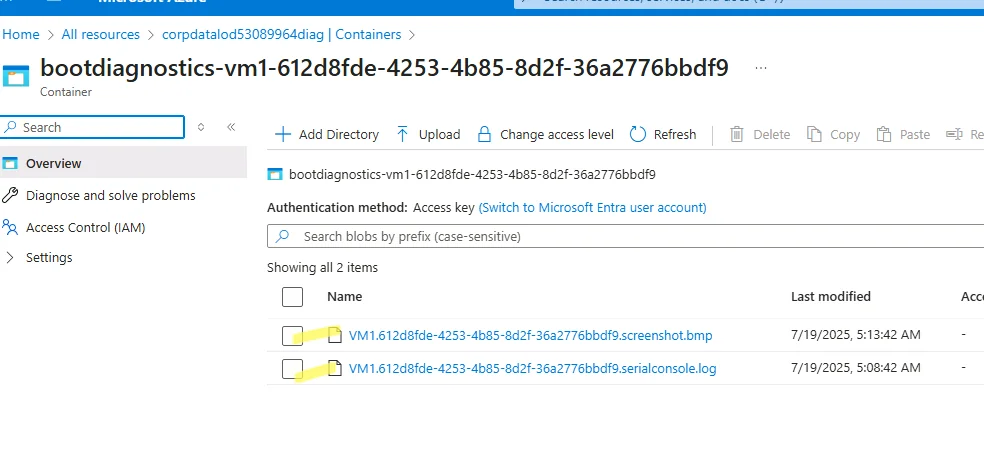 Microsoft Azure
Home > All resources > corpdatalod53089964diag | Containers >
bootdiagnostics-vm1-612d8fde-4253-4b85-8d2f-36a2776bbdf9 ...
Container
Search
Add Directory Upload Change access level Refresh Delete Copy Paste Re
Overview
bootdiagnostics-vm1-612d8fde-4253-4b85-8d2f-36a2776bbdf9
Diagnose and solve problems
Authentication method: Access key (Switch to Microsoft Entra user account)
Access Control (IAM)
Search blobs by prefix (case-sensitive)
Settings
Showing all 2 items
Name Last modified Acce
VM1.612d8fde-4253-4b85-8d2f-36a2776bbdf9.screenshot.bmp 7/19/2025, 5:13:42 AM -
VM1.612d8fde-4253-4b85-8d2f-36a2776bbdf9.serialconsole.log 7/19/2025, 5:08:42 AM -